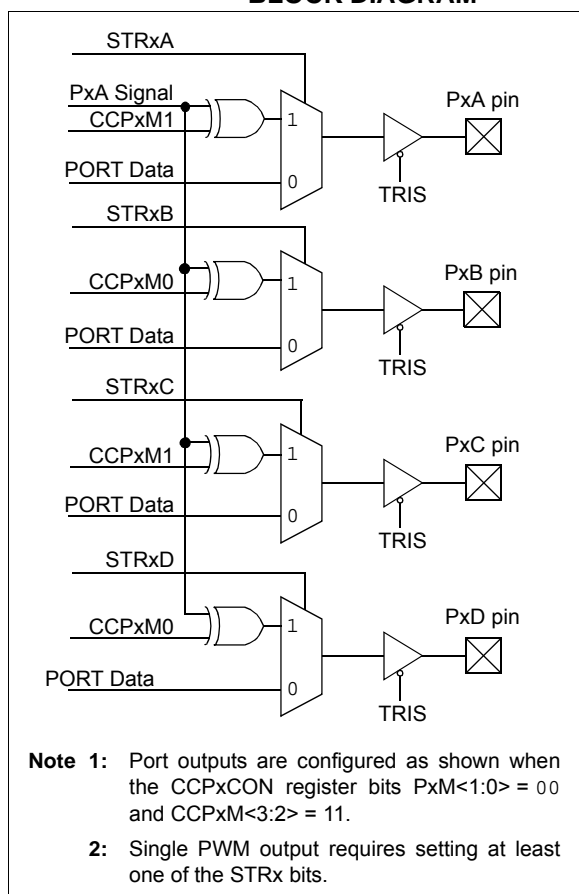 BLOCK DIAGRAM
STRxA
PxA Signal
CCPxM1
1
PORT Data
0
TRIS
PxA pin
STRxB
CCPxM0
1
PORT Data
0
TRIS
PxB pin
STRxC
CCPxM1
1
PORT Data
0
TRIS
PxC pin
STRxD
CCPxM0
1
PORT Data
0
TRIS
PxD pin
Note 1: Port outputs are configured as shown when
the CCPxCON register bits PxM<1:0> = 00
and CCPxM<3:2> = 11.
2: Single PWM output requires setting at least
one of the STRx bits.